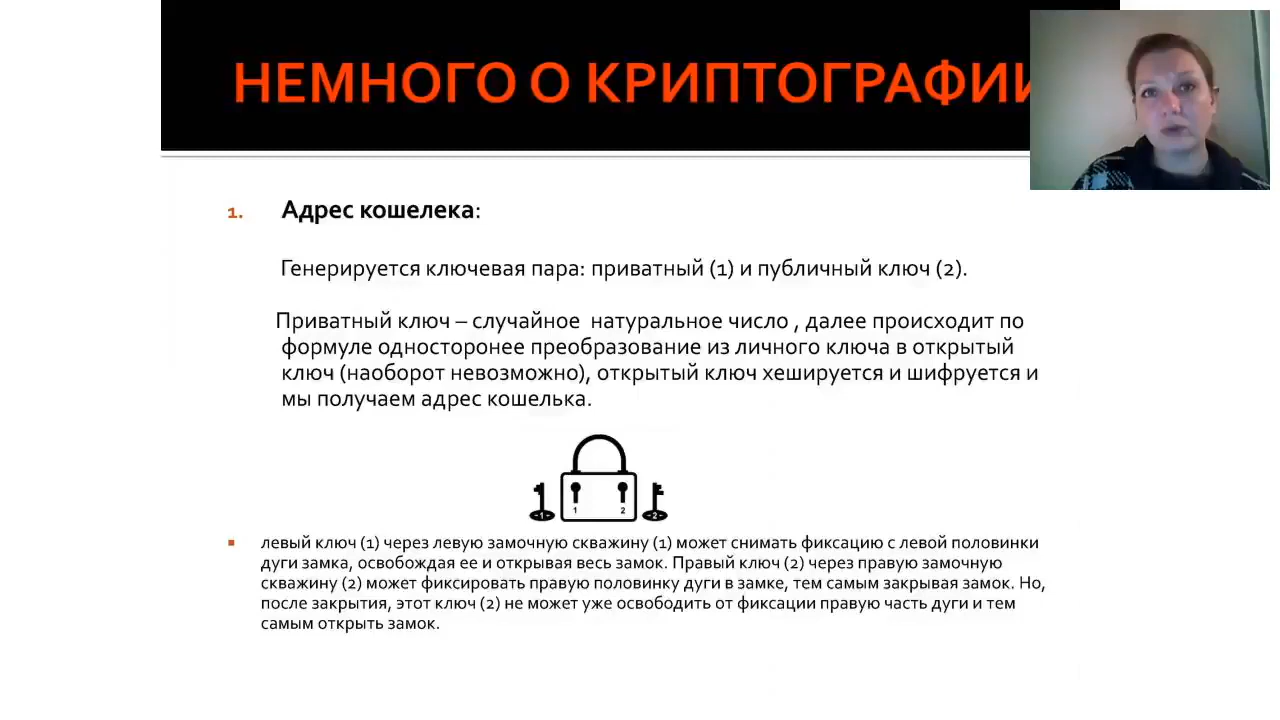 НЕМНОГО О КРИПТОГРАФИИ
1. Адрес кошелека:
Генерируется ключевая пара: приватный (1) и публичный ключ (2).
Приватный ключ – случайное натуральное число , далее происходит по
формуле одностороннее преобразование из личного ключа в открытый
ключ (наоборот невозможно), открытый ключ хешируется и шифруется и
мы получаем адрес кошелька.
1 2
-1- -2-
левый ключ (1) через левую замочную скважину (1) может снимать фиксацию с левой половинки
дуги замка, освобождая ее и открывая весь замок. Правый ключ (2) через правую замочную
скважину (2) может фиксировать правую половинку дуги в замке, тем самым закрывая замок. Но,
после закрытия, этот ключ (2) не может уже освободить от фиксации правую часть дуги и тем
самым открыть замок.